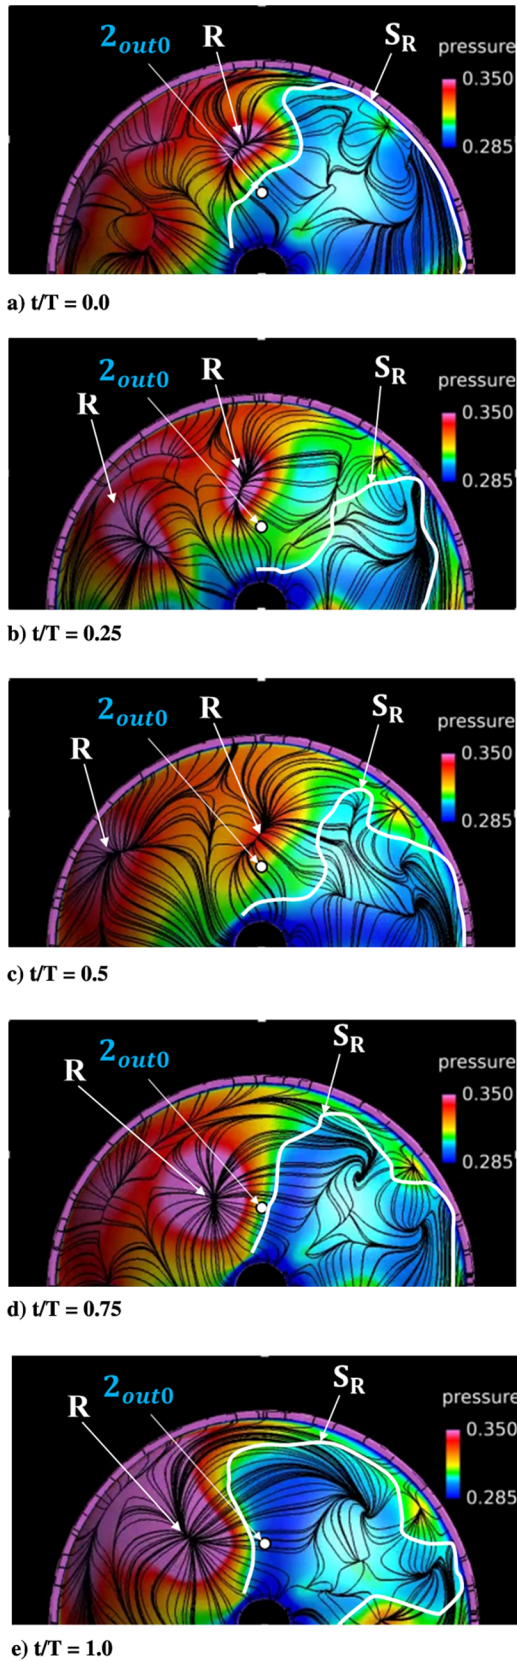 2out0 R SR pressure
0.350
0.285
a) t/T = 0.0
2out0 R SR
R pressure
0.350
0.285
b) t/T = 0.25
2out0 R SR
R pressure
0.350
0.285
c) t/T = 0.5
2out0 SR
R pressure
0.350
0.285
d) t/T = 0.75
2out0 SR
R pressure
0.350
0.285
e) t/T = 1.0